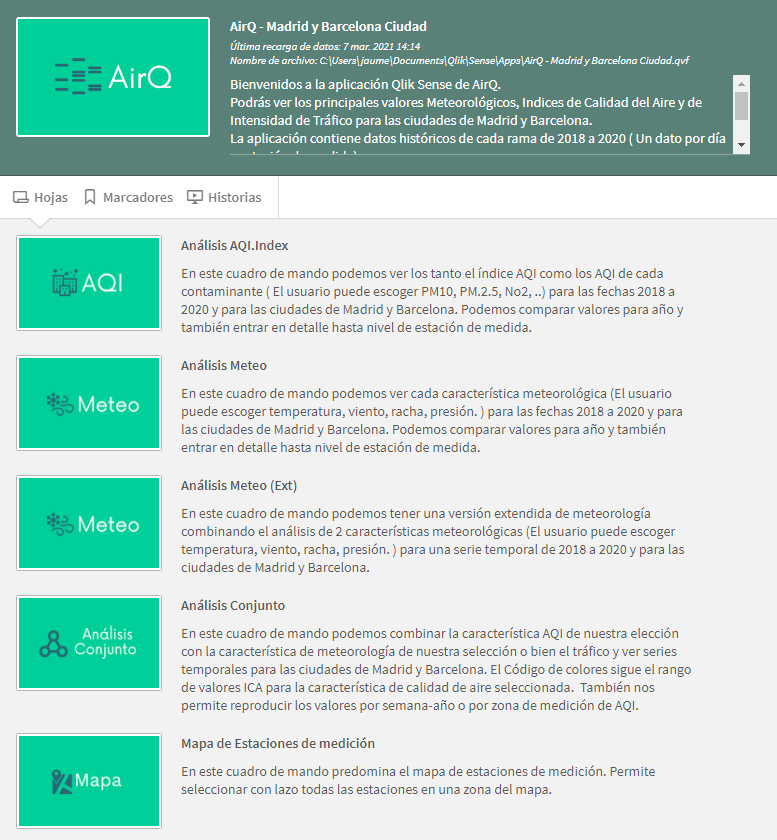 AirQ
AirQ - Madrid y Barcelona Ciudad
Última recarga de datos: 7 mar. 2021 14:14
Nombre de archivo: C:\Users\jaume\Documents\Qlik\Sense\Apps\AirQ - Madrid y Barcelona Ciudad.qvf
Bienvenidos a la aplicación Qlik Sense de AirQ.
Podrás ver los principales valores Meteorológicos, Indices de Calidad del Aire y de
Intensidad de Tráfico para las ciudades de Madrid y Barcelona.
La aplicación contiene datos históricos de cada rama de 2018 a 2020 ( Un dato por día
Hojas
Marcadores
Historias
AQI
Análisis AQI.Index
En este cuadro de mando podemos ver los tanto el índice AQI como los AQI de cada
contaminante ( El usuario puede escoger PM10, PM.2.5, No2, ..) para las fechas 2018 a
2020 y para las ciudades de Madrid y Barcelona. Podemos comparar valores para año y
también entrar en detalle hasta nivel de estación de medida.
Meteo
Análisis Meteo
En este cuadro de mando podemos ver cada característica meteorológica (El usuario
puede escoger temperatura, viento, racha, presión. ) para las fechas 2018 a 2020 y para
las ciudades de Madrid y Barcelona. Podemos comparar valores para año y también
entrar en detalle hasta nivel de estación de medida.
Meteo
Análisis Meteo (Ext)
En este cuadro de mando podemos tener una versión extendida de meteorología
combinando el análisis de 2 características meteorológicas (El usuario puede escoger
temperatura, viento, racha, presión. ) para una serie temporal de 2018 a 2020 y para las
ciudades de Madrid y Barcelona.
Análisis
Conjunto
Análisis Conjunto
En este cuadro de mando podemos combinar la característica AQI de nuestra elección
con la característica de meteorología de nuestra selección o bien el tráfico y ver series
temporales para las ciudades de Madrid y Barcelona. El Código de colores sigue el rango
de valores ICA para la característica de calidad de aire seleccionada.  También nos
permite reproducir los valores por semana-año o por zona de medición de AQI.
Mapa
Mapa de Estaciones de medición
En este cuadro de mando predomina el mapa de estaciones de medición. Permite
seleccionar con lazo todas las estaciones en una zona del mapa.